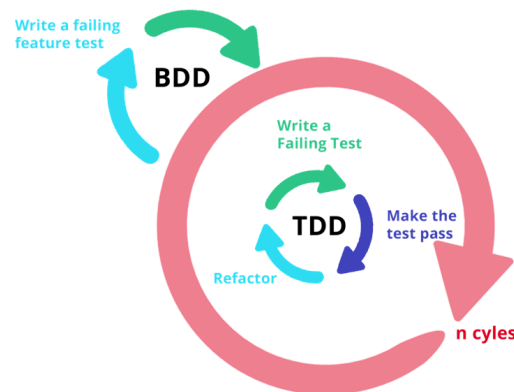 Write a failing
feature test
BDD
Write a
Failing Test
TDD
Make the
test pass
Refactor
n cyles